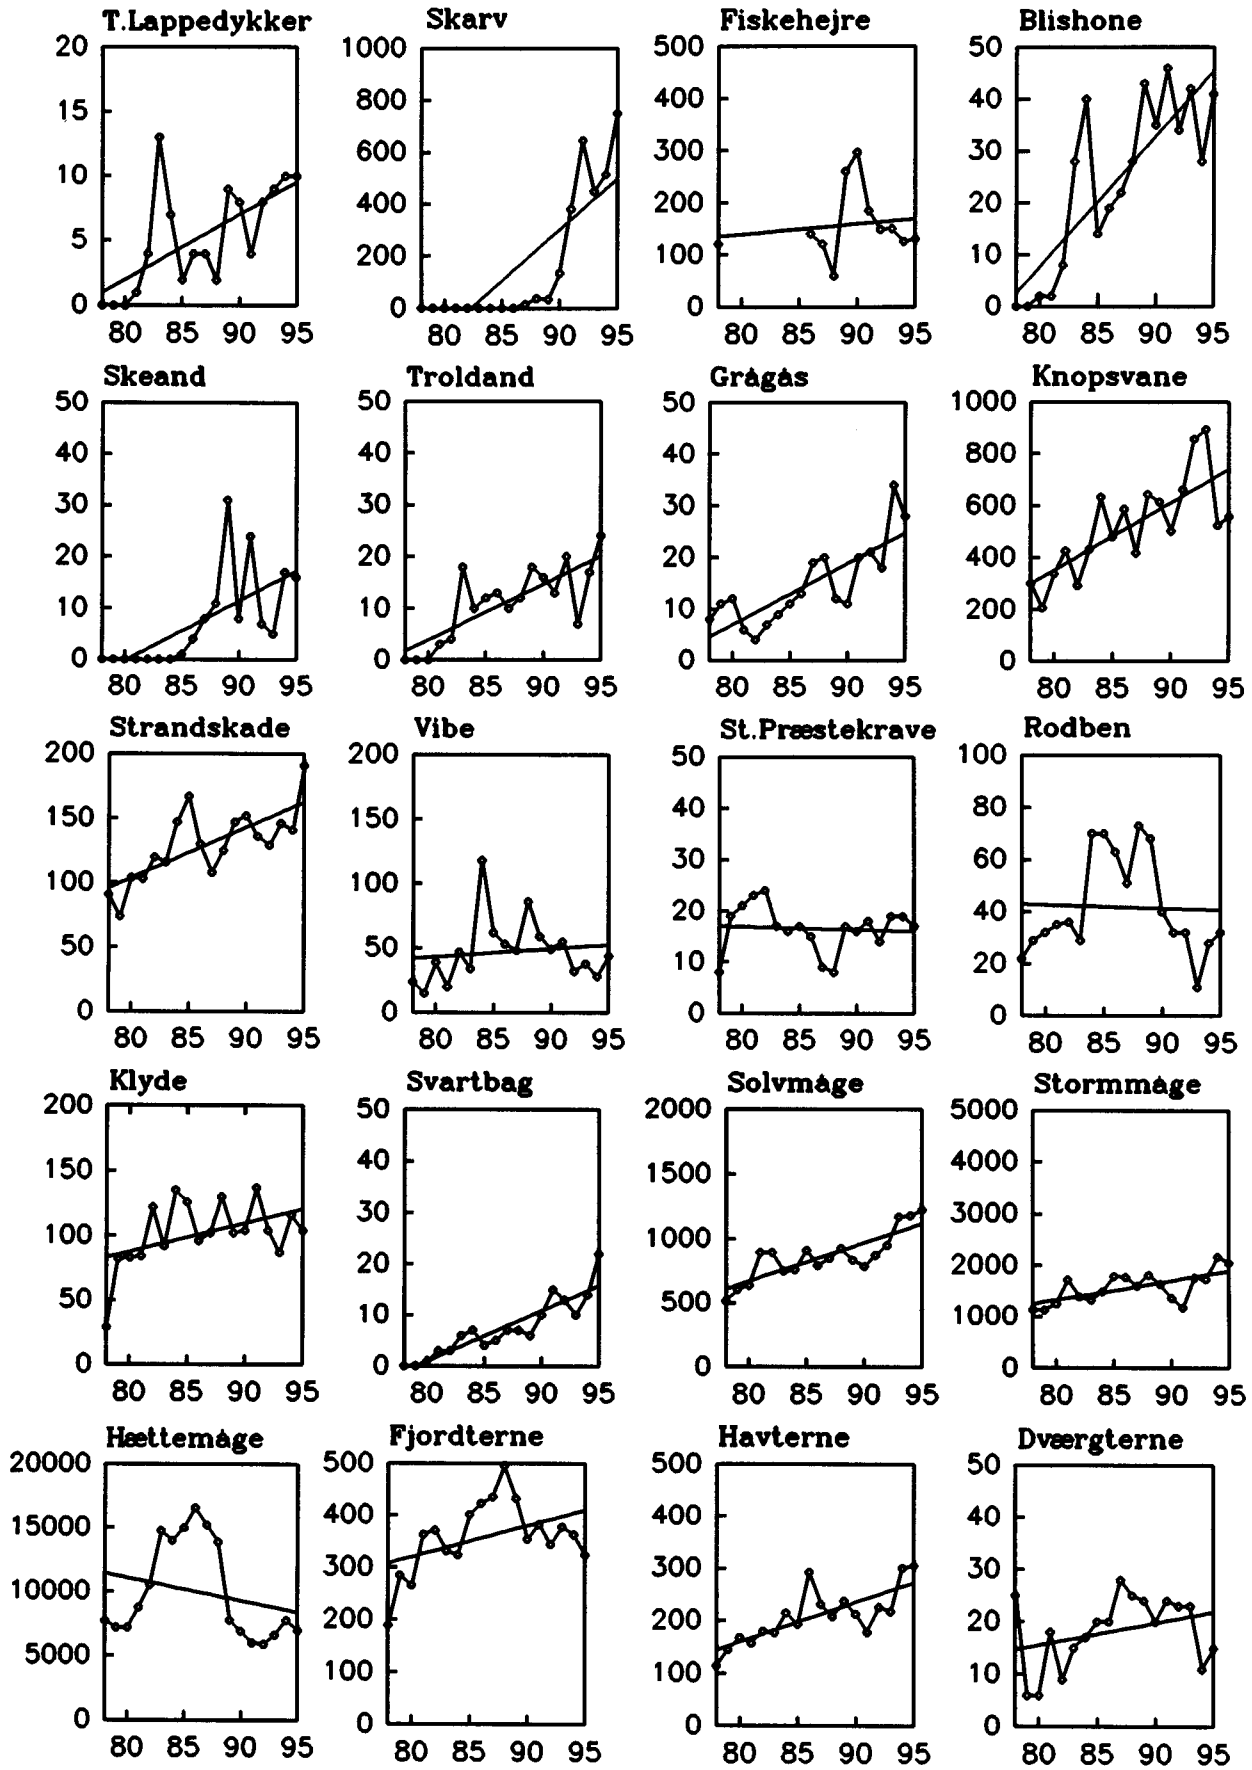 T.Lappedykker Skarv Fiskehejre Blishone
20 1000 500 50
15 800 400 40
10 600 300 30
5 400 200 20
0 200 100 10
0 0 0
80 85 90 95 80 85 90 95 80 85 90 95 80 85 90 95
Skeand Troldand Grågås Knopsvane
50 50 50 1000
40 40 40 800
30 30 30 600
20 20 20 400
10 10 10 200
0 0 0 0
80 85 90 95 80 85 90 95 80 85 90 95 80 85 90 95
Strandskade Vibe St.Præstekrave Rodben
200 200 50 100
150 150 40 80
100 100 30 60
50 50 20 40
0 0 10 20
0 0
80 85 90 95 80 85 90 95 80 85 90 95 80 85 90 95
Klyde Svartbag Solvmåge Stormmåge
200 50 2000 5000
150 40 1500 4000
100 30 1000 3000
50 20 500 2000
0 10 0 1000
0 0
80 85 90 95 80 85 90 95 80 85 90 95 80 85 90 95
Hættemåge Fjordterne Havterne Dværgterne
20000 500 500 50
15000 400 400 40
10000 300 300 30
5000 200 200 20
0 100 100 10
0 0 0
80 85 90 95 80 85 90 95 80 85 90 95 80 85 90 95